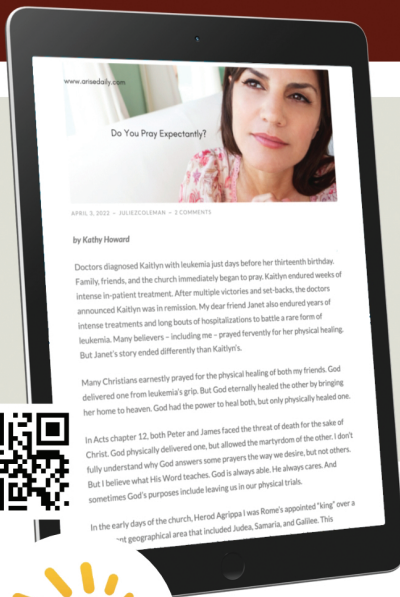 www.arisedaily.com
Do You Pray Expectantly?
APRIL 3, 2022 ~ JULIEZCOLEMAN ~ 2 COMMENTS
by Kathy Howard
Doctors diagnosed Kaitlyn with leukemia just days before her thirteenth birthday.
Family, friends, and the church immediately began to pray. Kaitlyn endured weeks of
intense in-patient treatment. After multiple victories and set-backs, the doctors
announced Kaitlyn was in remission. My dear friend Janet also endured years of
intense treatments and long bouts of hospitalizations to battle a rare form of
leukemia. Many believers – including me – prayed fervently for her physical healing.
But Janet's story ended differently than Kaitlyn's.
Many Christians earnestly prayed for the physical healing of both my friends. God
delivered one from leukemia's grip. But God eternally healed the other by bringing
her home to heaven. God had the power to heal both, but only physically healed one.
In Acts chapter 12, both Peter and James faced the threat of death for the sake of
Christ. God physically delivered one, but allowed the martyrdom of the other. I don't
fully understand why God answers some prayers the way we desire, but not others.
But I believe what His Word teaches. God is always able. He always cares. And
sometimes God's purposes include leaving us in our physical trials.
In the early days of the church, Herod Agrippa I was Rome's appointed "king" over a
geographical area that included Judea, Samaria, and Galilee. This